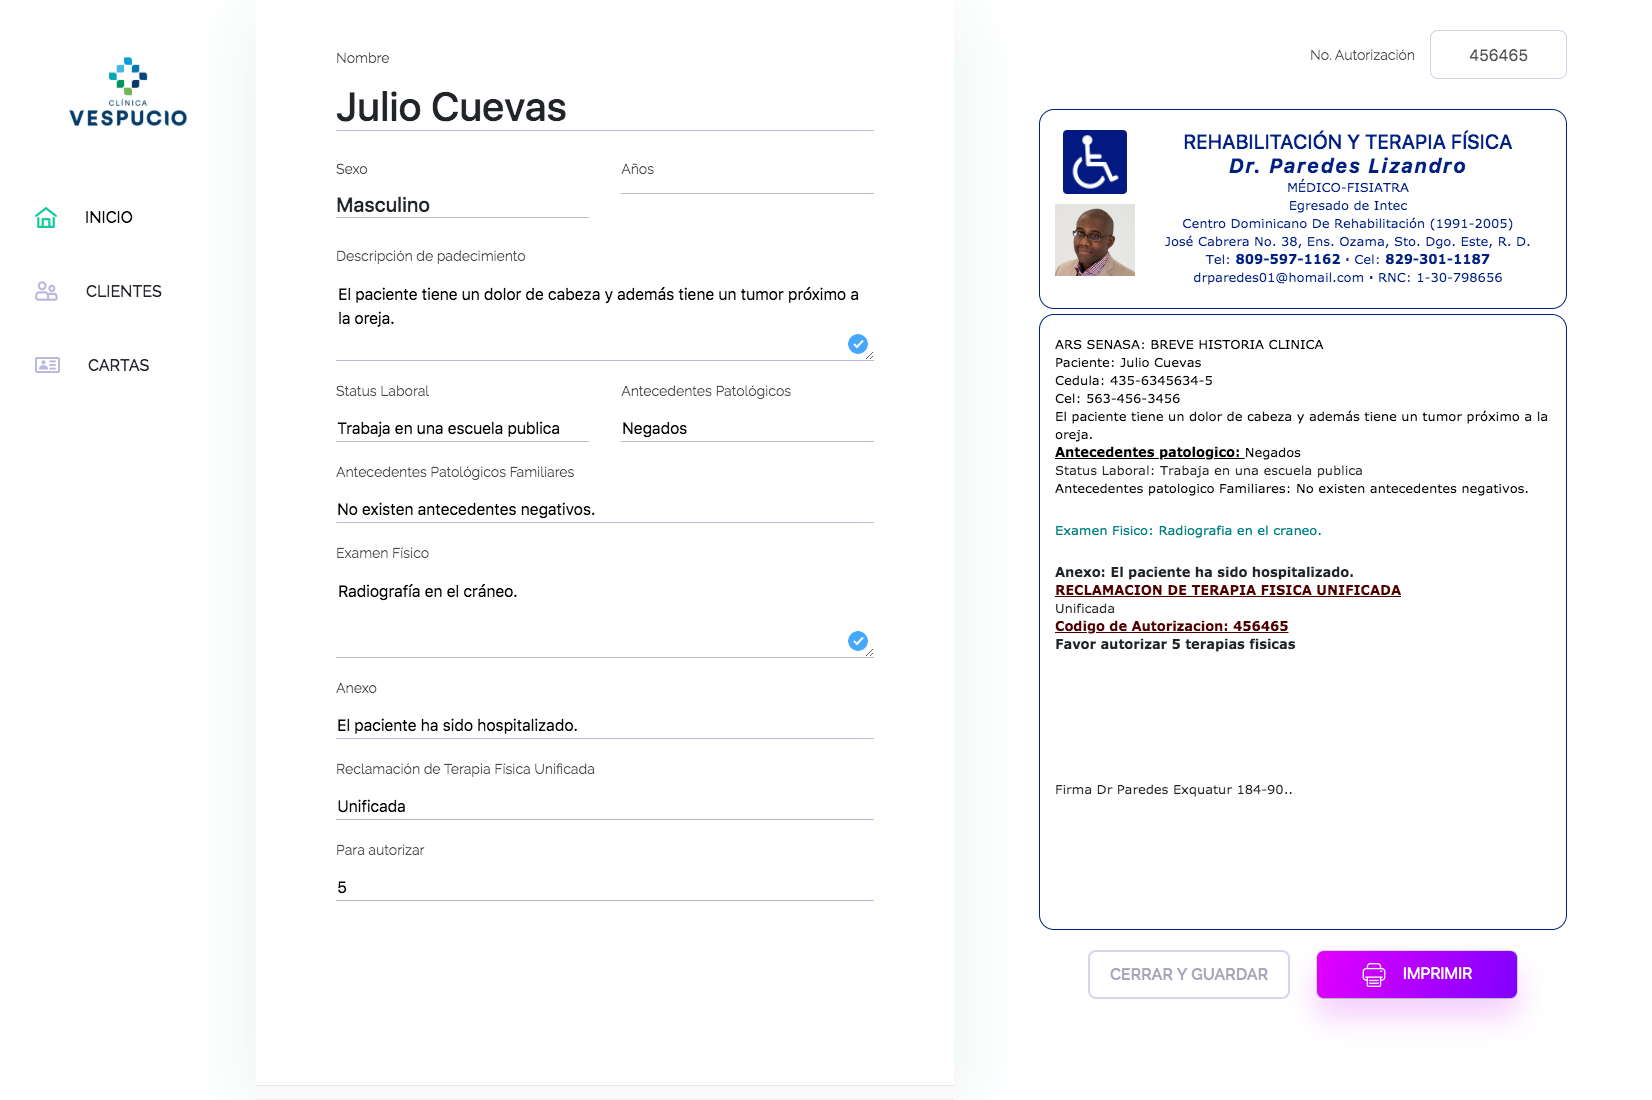 CLÍNICA
VESPUCIO
INICIO
CLIENTES
CARTAS
Nombre
Julio Cuevas
Sexo
Años
Masculino
Descripción de padecimiento
El paciente tiene un dolor de cabeza y además tiene un tumor próximo a
la oreja.
Status Laboral
Antecedentes Patológicos
Trabaja en una escuela publica
Negados
Antecedentes Patológicos Familiares
No existen antecedentes negativos.
Examen Físico
Radiografía en el cráneo.
Anexo
El paciente ha sido hospitalizado.
Reclamación de Terapia Física Unificada
Unificada
Para autorizar
5
No. Autorización
456465
REHABILITACIÓN Y TERAPIA FÍSICA
Dr. Paredes Lizandro
MÉDICO-FISIATRA
Egresado de Intec
Centro Dominicano De Rehabilitación (1991-2005)
José Cabrera No. 38, Ens. Ozama, Sto. Dgo. Este, R. D.
Tel: 809-597-1162 · Cel: 829-301-1187
drparedes01@homail.com · RNC: 1-30-798656
ARS SENASA: BREVE HISTORIA CLINICA
Paciente: Julio Cuevas
Cedula: 435-6345634-5
Cel: 563-456-3456
El paciente tiene un dolor de cabeza y además tiene un tumor próximo a la
oreja.
Antecedentes patologico: Negados
Status Laboral: Trabaja en una escuela publica
Antecedentes patologico Familiares: No existen antecedentes negativos.
Examen Fisico: Radiografia en el craneo.
Anexo: El paciente ha sido hospitalizado.
RECLAMACION DE TERAPIA FISICA UNIFICADA
Unificada
Codigo de Autorizacion: 456465
Favor autorizar 5 terapias fisicas
Firma Dr Paredes Exquatur 184-90..
CERRAR Y GUARDAR
IMPRIMIR